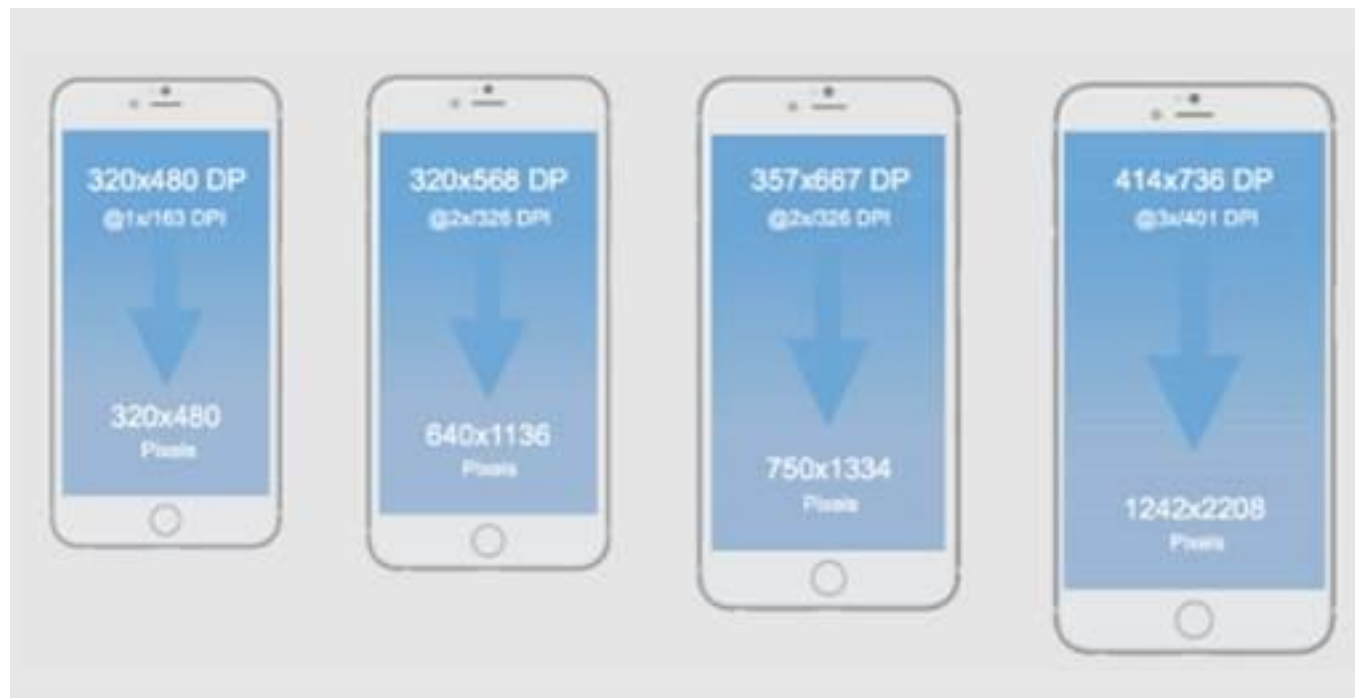 320x480 DP
@1x/163 DPI
320x480
Pixels
320x568 DP
@2x/326 DPI
640x1136
Pixels
357x667 DP
@2x/326 DPI
750x1334
Pixels
414x736 DP
@3x/401 DPI
1242x2208
Pixels